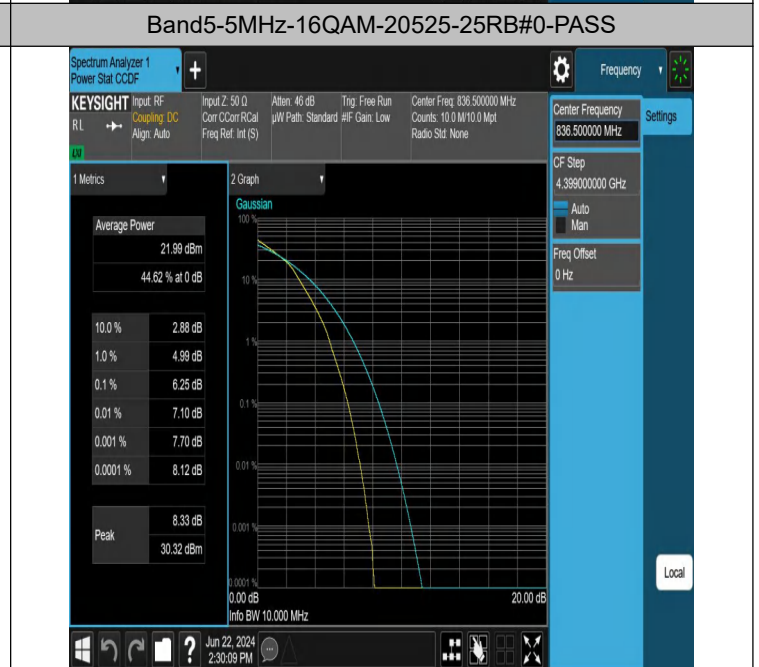 Band5-5MHz-16QAM-20525-25RB#0-PASS
Spectrum Analyzer 1
Power Stat CCDF
Frequency
KEYSIGHT
RL
LXI
Input: RF
Coupling: DC
Align: Auto
Input Z: 50 Ω
Corr CCorr RCal
Freq Ref: Int (S)
Atten: 46 dB
µW Path: Standard
Trig: Free Run
#IF Gain: Low
Center Freq: 836.500000 MHz
Counts: 10.0 M/10.0 Mpt
Radio Std: None
Center Frequency
836.500000 MHz
Settings
CF Step
4.399000000 GHz
Auto
Man
Freq Offset
0 Hz
1 Metrics
Average Power
21.99 dBm
44.62 % at 0 dB
10.0 % 2.88 dB
1.0 % 4.99 dB
0.1 % 6.25 dB
0.01 % 7.10 dB
0.001 % 7.70 dB
0.0001 % 8.12 dB
Peak 8.33 dB
30.32 dBm
2 Graph
Gaussian
100 %
10 %
1 %
0.1 %
0.01 %
0.001 %
0.0001 %
0.00 dB 20.00 dB
Info BW 10.000 MHz
Local
?
Jun 22, 2024
2:30:09 PM